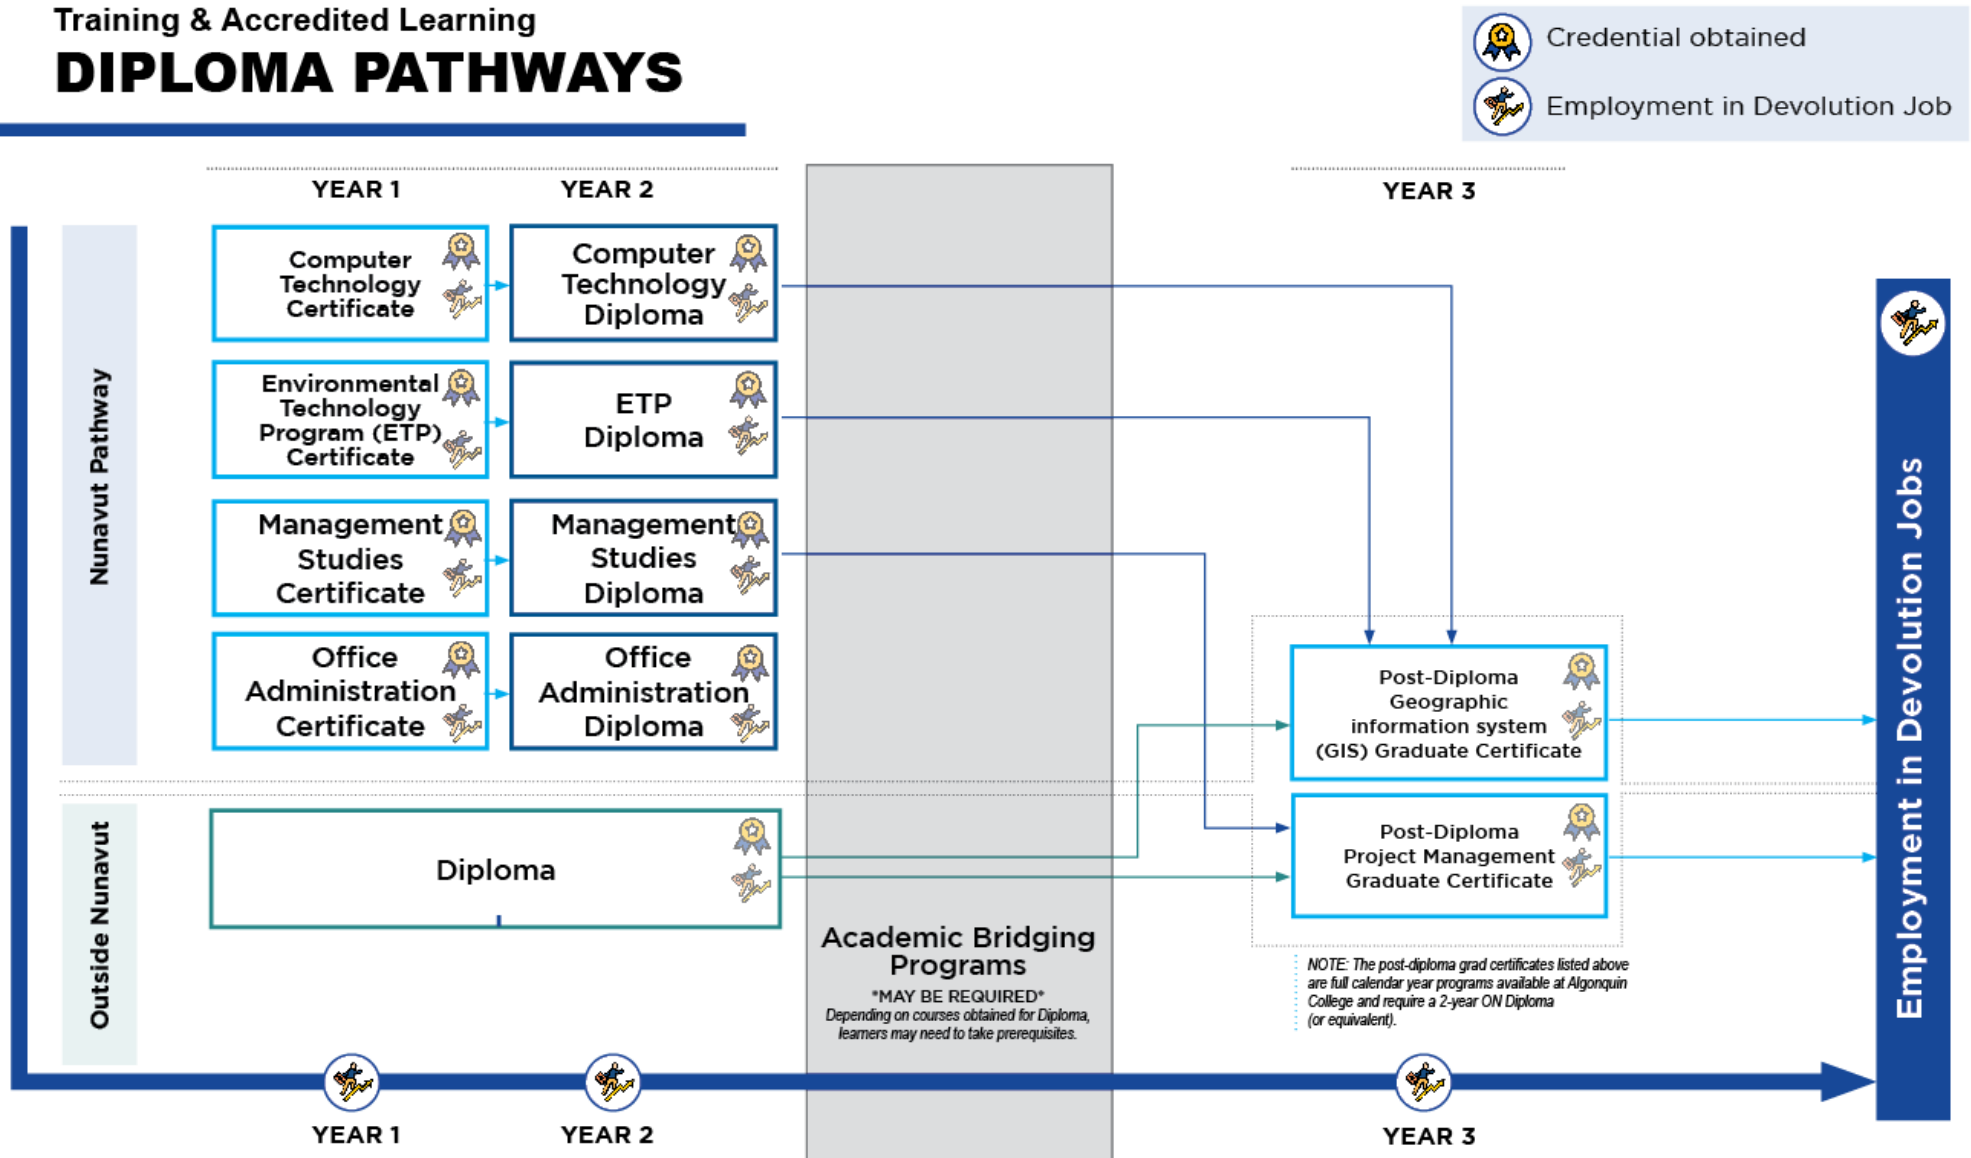 Training & Accredited Learning
DIPLOMA PATHWAYS
Credential obtained
Employment in Devolution Job
YEAR 1
YEAR 2
YEAR 3
Nunavut Pathway
Computer
Technology
Certificate
Computer
Technology
Diploma
Environmental
Technology
Program (ETP)
Certificate
ETP
Diploma
Management
Studies
Certificate
Management
Studies
Diploma
Office
Administration
Certificate
Office
Administration
Diploma
Post-Diploma
Geographic
information system
(GIS) Graduate Certificate
Outside Nunavut
Diploma
Post-Diploma
Project Management
Graduate Certificate
Academic Bridging
Programs
*MAY BE REQUIRED*
Depending on courses obtained for Diploma,
learners may need to take prerequisites.
NOTE: The post-diploma grad certificates listed above
are full calendar year programs available at Algonquin
College and require a 2-year ON Diploma
(or equivalent).
Employment in Devolution Jobs
YEAR 1
YEAR 2
YEAR 3